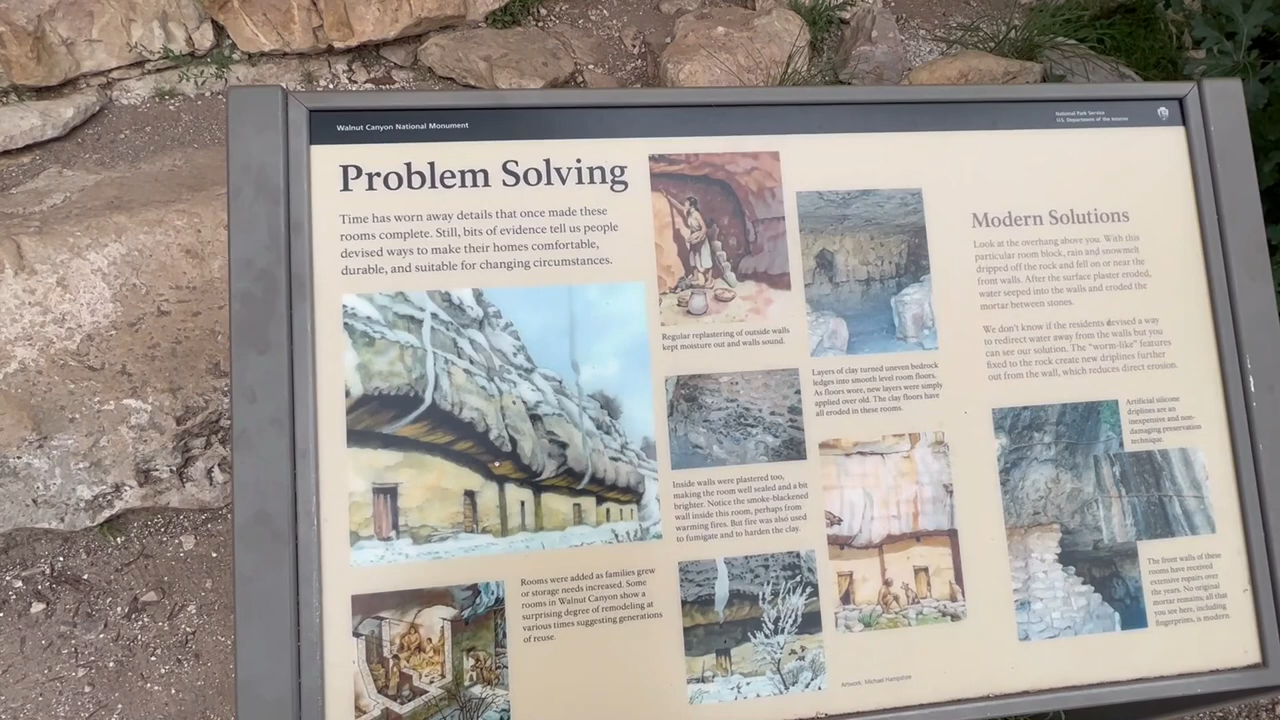 Walnut Canyon National Monument
National Park Service
U.S. Department of the Interior
Problem Solving
Time has worn away details that once made these
rooms complete. Still, bits of evidence tell us people
devised ways to make their homes comfortable,
durable, and suitable for changing circumstances.
Rooms were added as families grew
or storage needs increased. Some
rooms in Walnut Canyon show a
surprising degree of remodeling at
various times suggesting generations
of reuse.
Regular replastering of outside walls
kept moisture out and walls sound.
Inside walls were plastered too,
making the room well sealed and a bit
brighter. Notice the smoke-blackened
wall inside this room, perhaps from
warming fires. But fire was also used
to fumigate and to harden the clay.
Layers of clay turned uneven bedrock
ledges into smooth level room floors.
As floors wore, new layers were simply
applied over old. The clay floors have
all eroded in these rooms.
Artwork, Michael Hampshire
Modern Solutions
Look at the overhang above you. With this
particular room block, rain and snowmelt
dripped off the rock and fell on or near the
front walls. After the surface plaster eroded,
water seeped into the walls and eroded the
mortar between stones.
We don't know if the residents devised a way
to redirect water away from the walls but you
can see our solution. The "worm-like" features
fixed to the rock create new driplines further
out from the wall, which reduces direct erosion.
Artificial silicone
driplines are an
inexpensive and non-
damaging preservation
technique.
The front walls of these
rooms have received
extensive repairs over
the years. No original
mortar remains; all that
you see here, including
fingerprints, is modern.